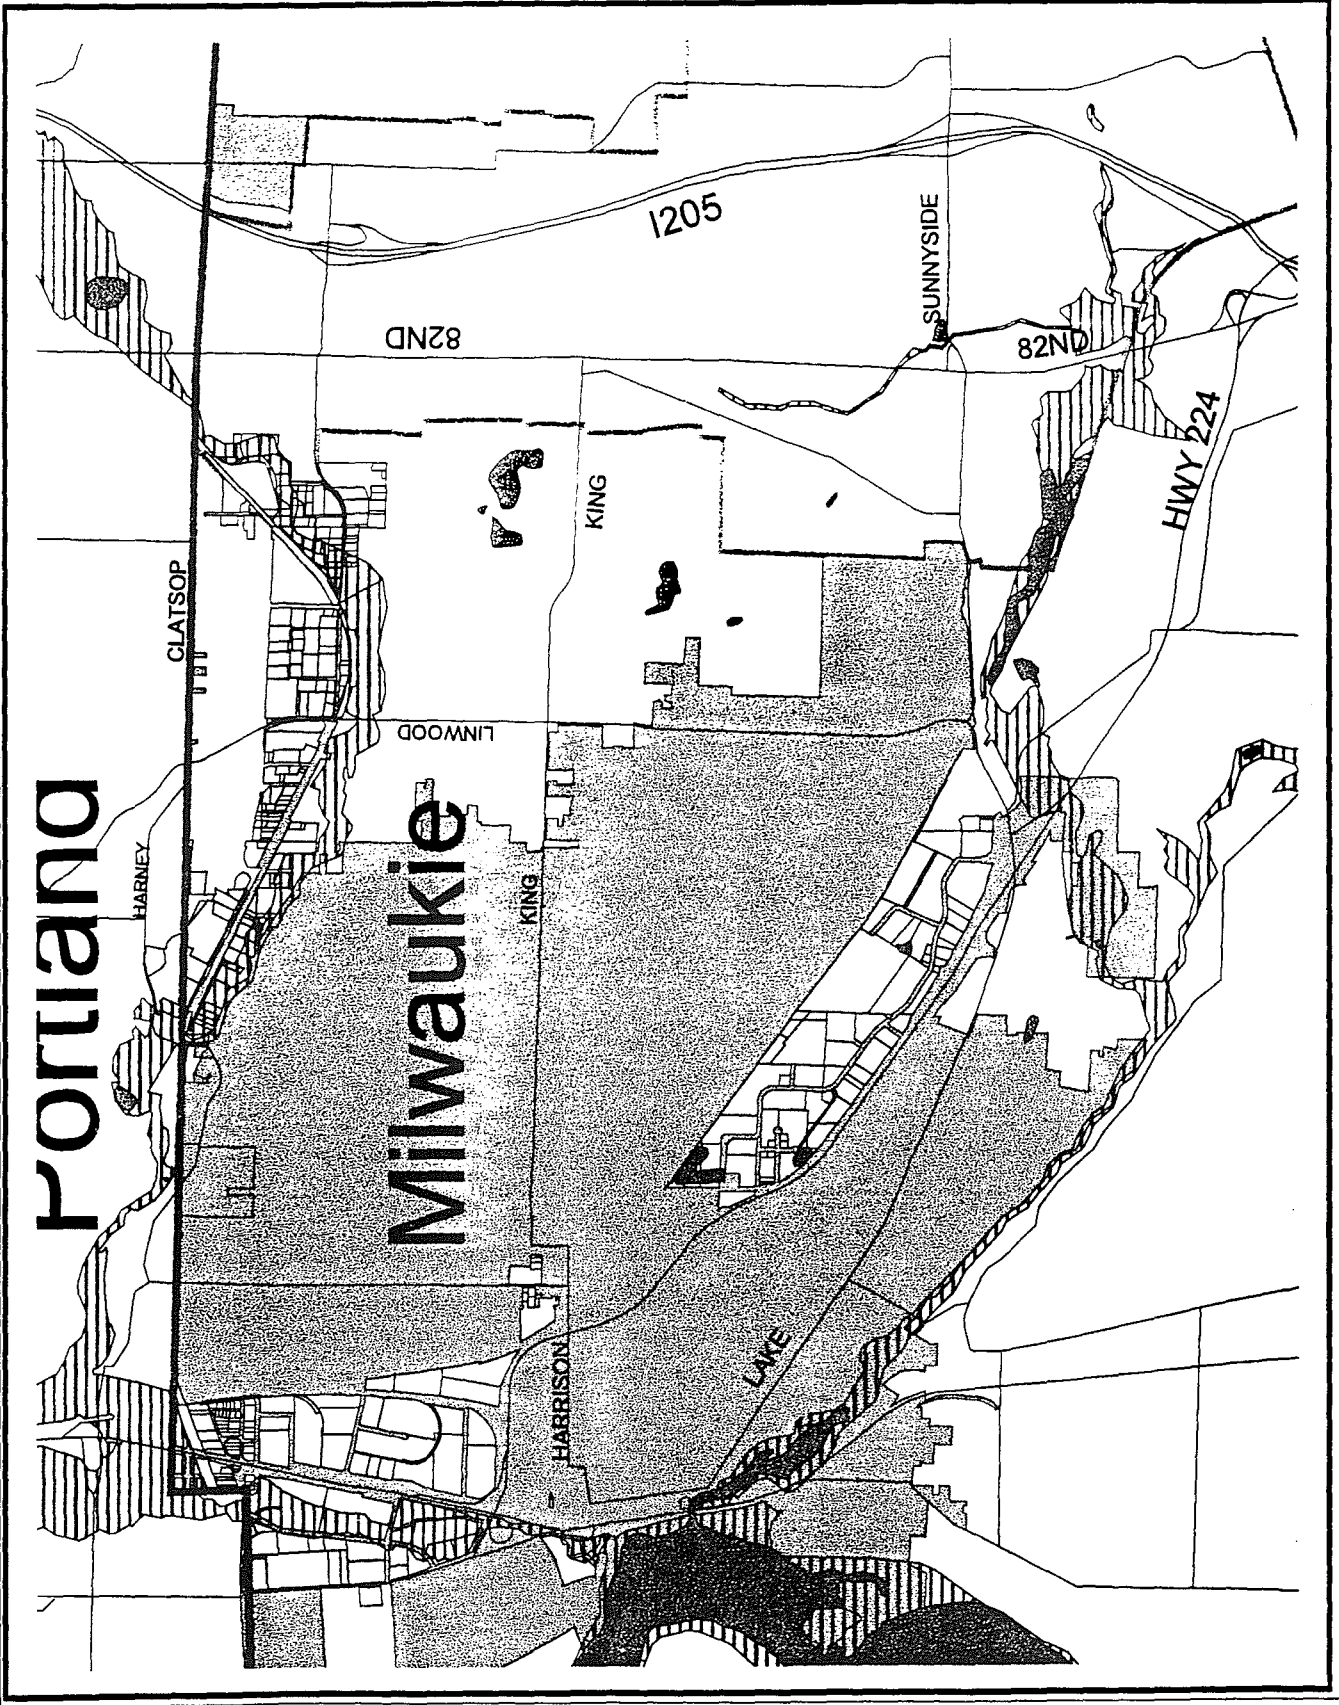 Portland
Milwaukie
CLATSOP
HARNEY
I205
82ND
SUNNYSIDE
82ND
HWY 224
KING
LINWOOD
KING
HARRISON
LAKE